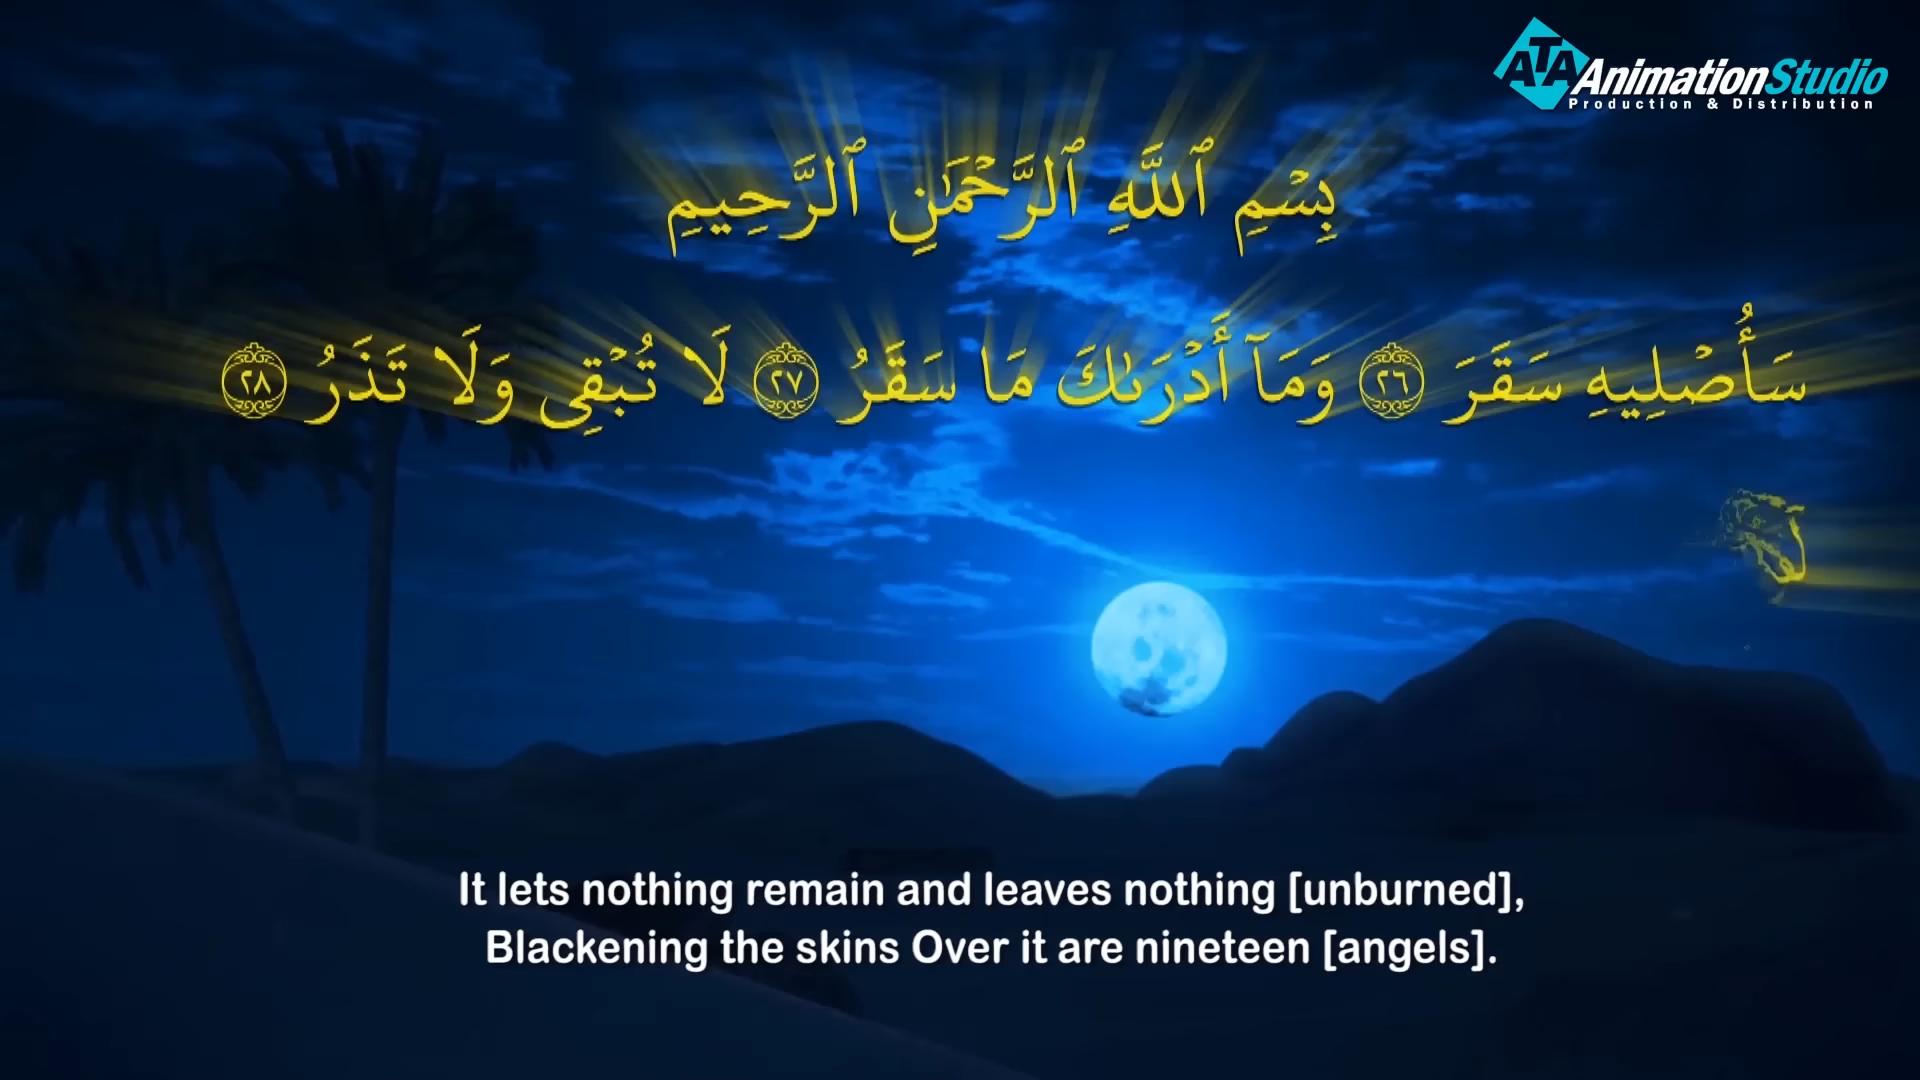 ATA AnimationStudio
Production & Distribution
بِسْمِ ٱللَّهِ ٱلرَّحْمَٰنِ ٱلرَّحِيمِ
سَأُصْلِيهِ سَقَرَ ٢٦ وَمَآ أَدْرَىٰكَ مَا سَقَرُ ٢٧ لَا تُبْقِى وَلَا تَذَرُ ٢٨
It lets nothing remain and leaves nothing [unburned],
Blackening the skins Over it are nineteen [angels].